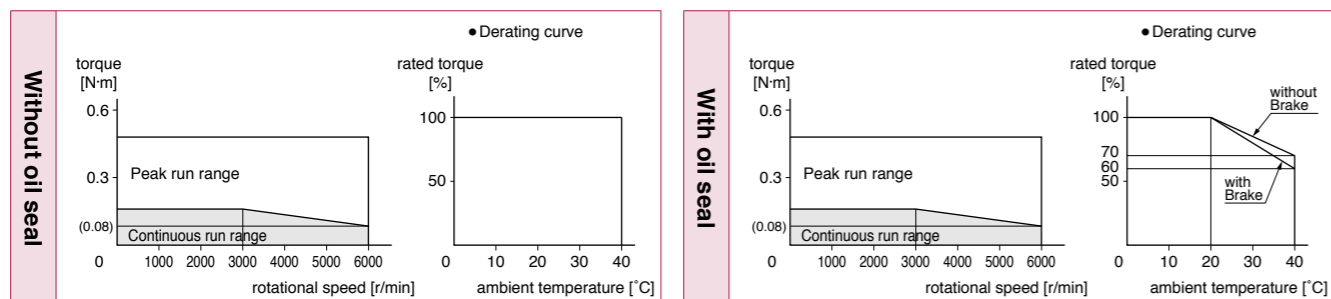 Without oil seal
● Derating curve
torque
[N·m]
rated torque
[%]
0.6
100
Peak run range
0.3
50
(0.08)
Continuous run range
0 1000 2000 3000 4000 5000 6000
0 10 20 30 40
rotational speed [r/min]
ambient temperature [˚C]
With oil seal
● Derating curve
torque
[N·m]
rated torque
[%]
without
Brake
0.6
100
70
Peak run range
0.3
60
50
with
Brake
(0.08)
Continuous run range
0 1000 2000 3000 4000 5000 6000
0 10 20 30 40
rotational speed [r/min]
ambient temperature [˚C]